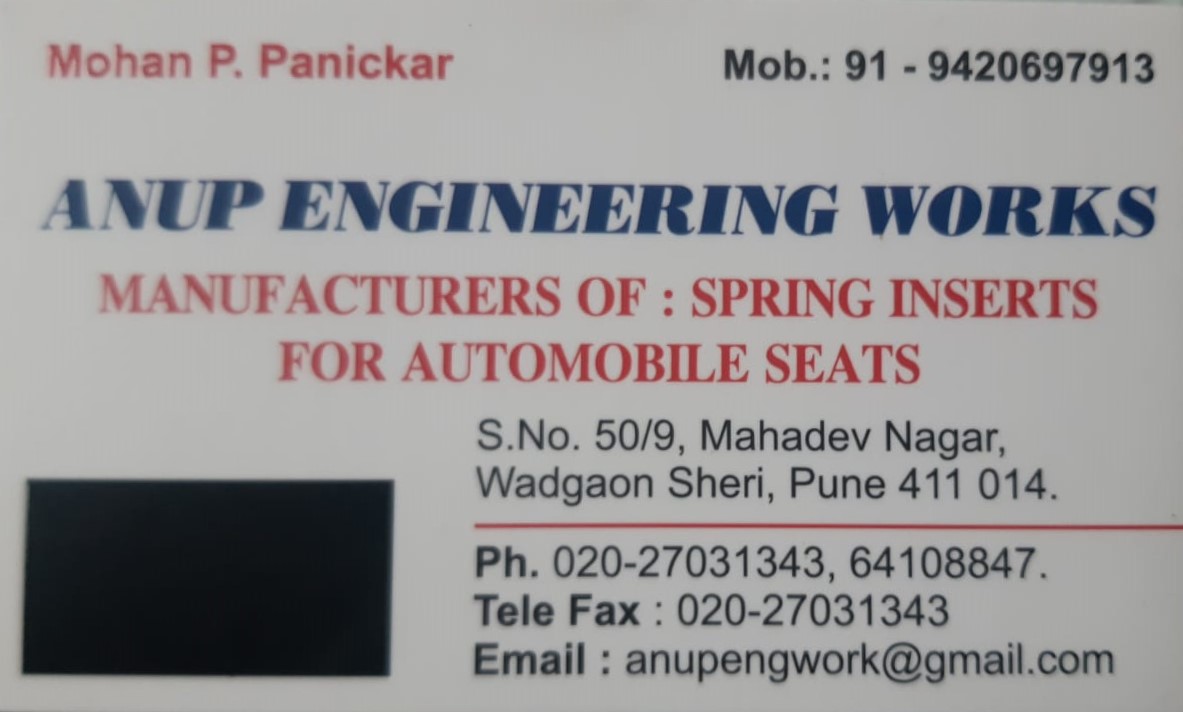 Mohan P. Panickar
Mob.: 91 - 9420697913
ANUP ENGINEERING WORKS
MANUFACTURERS OF : SPRING INSERTS
FOR AUTOMOBILE SEATS
S.No. 50/9, Mahadev Nagar,
Wadgaon Sheri, Pune 411 014.
Ph. 020-27031343, 64108847.
Tele Fax : 020-27031343
Email : anupengwork@gmail.com